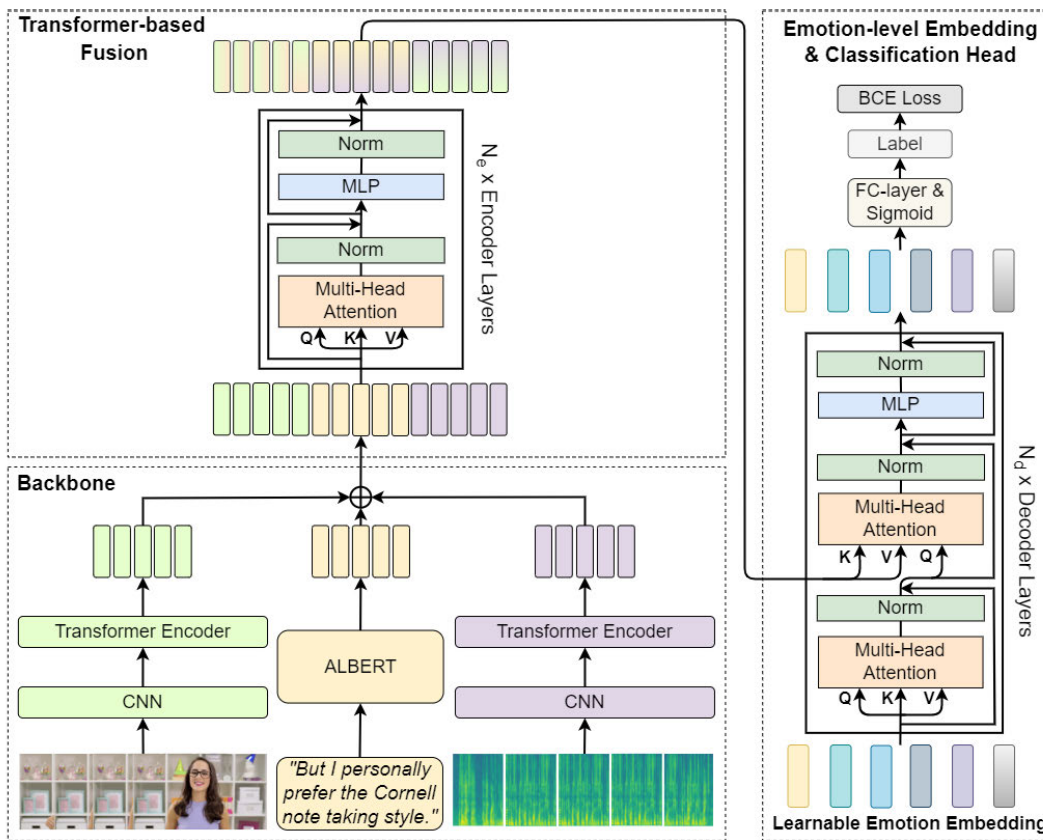 Transformer-based
Fusion
Norm
MLP
Norm
Multi-Head
Attention
Q K V
Nₑ x Encoder Layers
Backbone
Transformer Encoder
CNN
ALBERT
Transformer Encoder
CNN
"But I personally
prefer the Cornell
note taking style."
Emotion-level Embedding
& Classification Head
BCE Loss
Label
FC-layer &
Sigmoid
Norm
MLP
Norm
Multi-Head
Attention
K V Q
Norm
Multi-Head
Attention
Q K V
N_d x Decoder Layers
Learnable Emotion Embedding